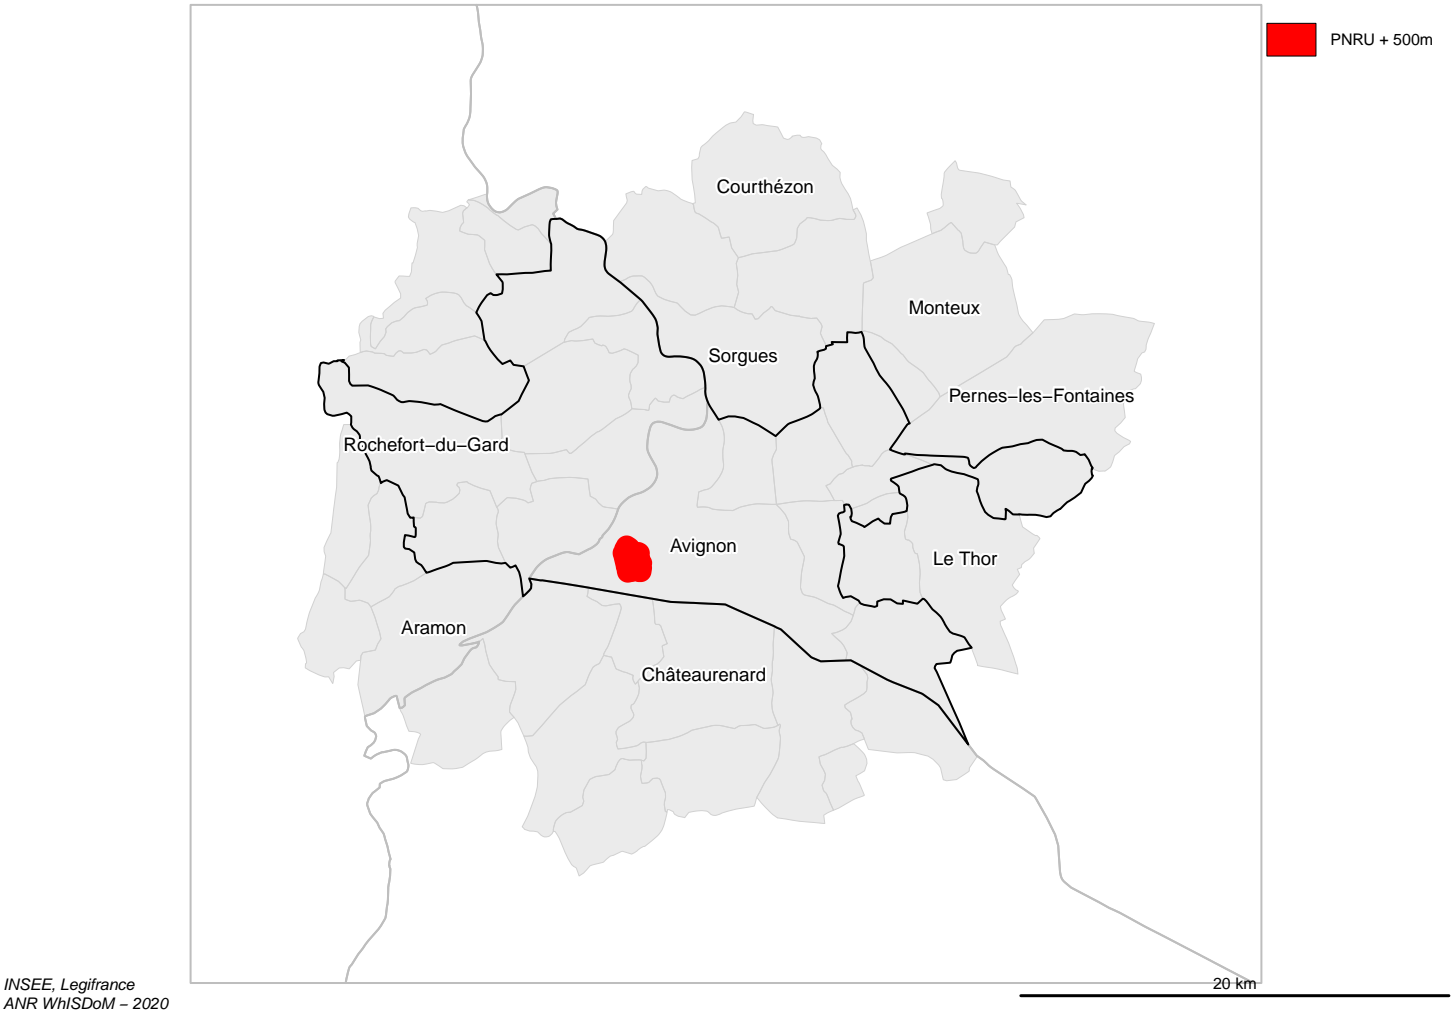 PNRU + 500m
Courthézon
Monteux
Sorgues
Pernes−les−Fontaines
Rochefort−du−Gard
Avignon
Le Thor
Aramon
Châteaurenard
20 km
INSEE, Legifrance
ANR WhISDoM − 2020